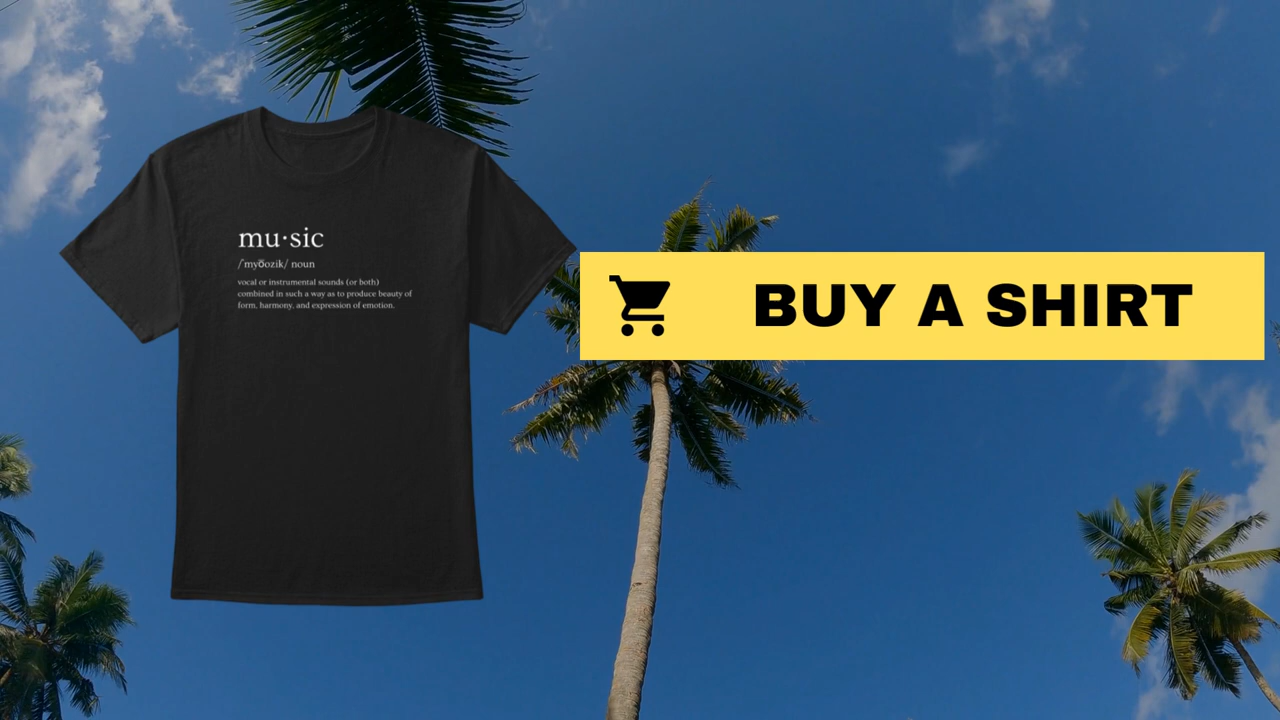 mu·sic
/ˈmyo͞ozik/ noun
vocal or instrumental sounds (or both)
combined in such a way as to produce beauty of
form, harmony, and expression of emotion.
BUY A SHIRT